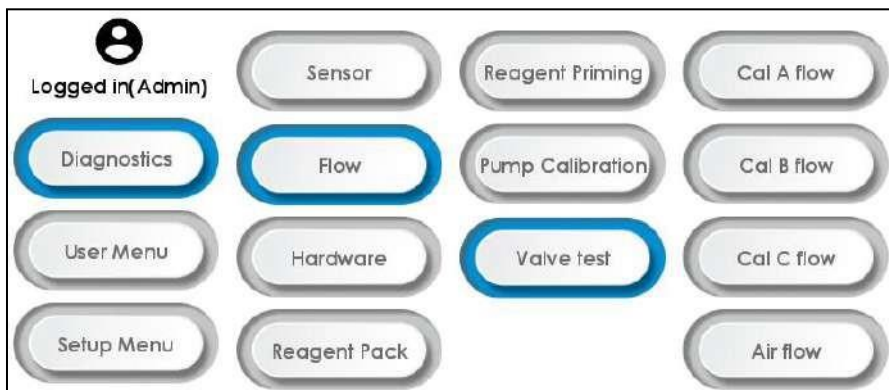 Logged in(Admin)
Diagnostics
User Menu
Setup Menu
Sensor
Flow
Hardware
Reagent Pack
Reagent Priming
Pump Calibration
Valve test
Cal A flow
Cal B flow
Cal C flow
Air flow